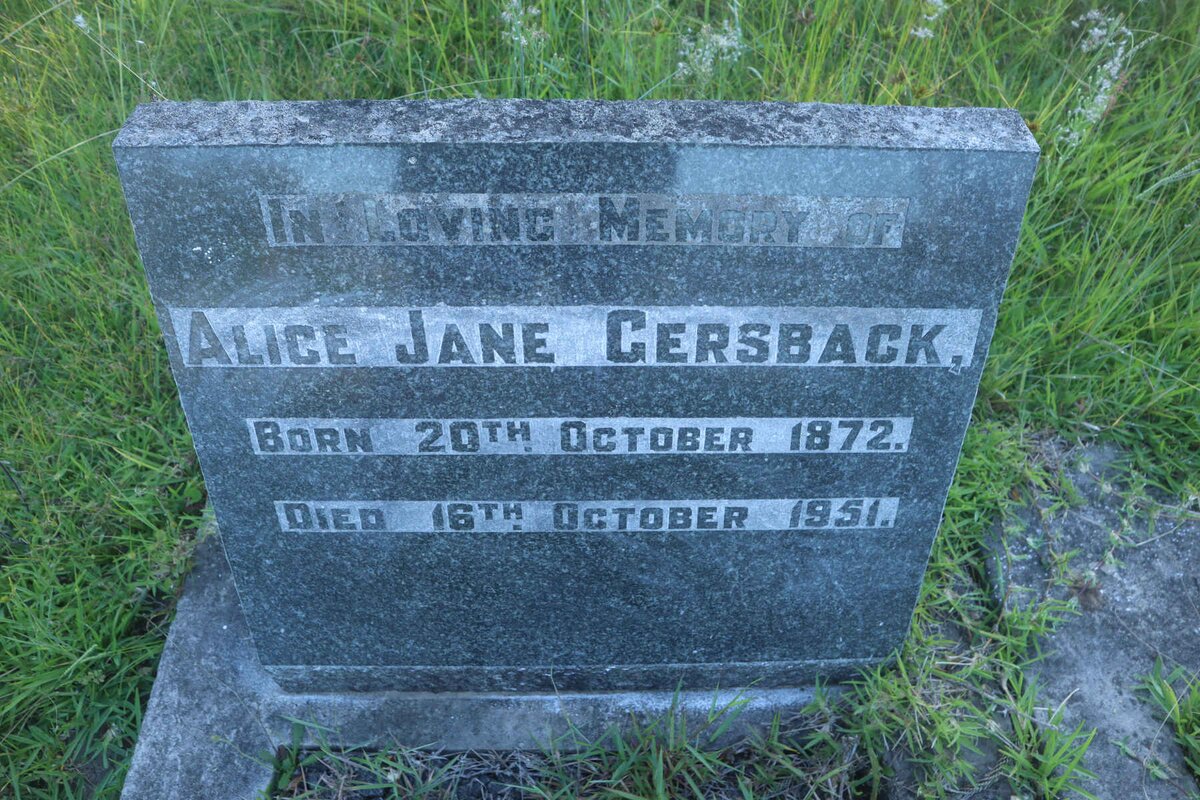 IN LOVING MEMORY OF
ALICE JANE GERSBACK,
BORN 20TH OCTOBER 1872.
DIED 16TH OCTOBER 1951.